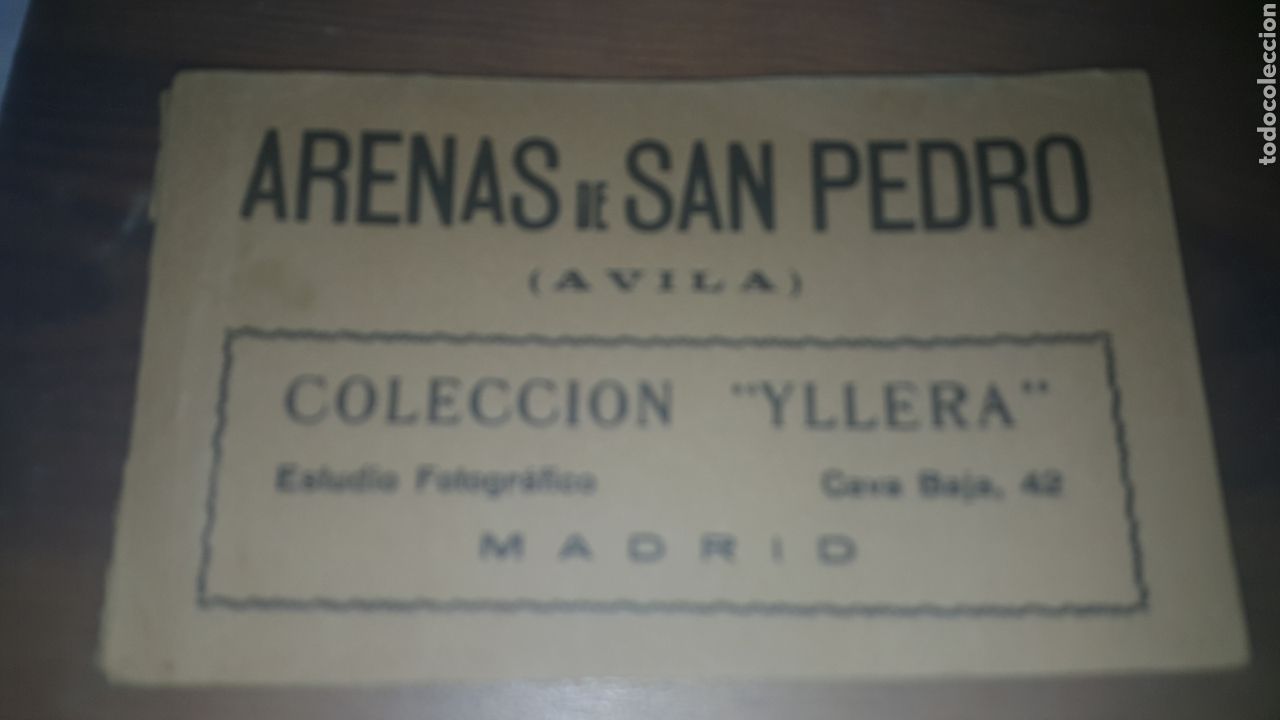 ARENAS DE SAN PEDRO
(AVILA)
COLECCION "YLLERA"
Estudio Fotográfico Cava Baja, 42
MADRID
todocoleccion